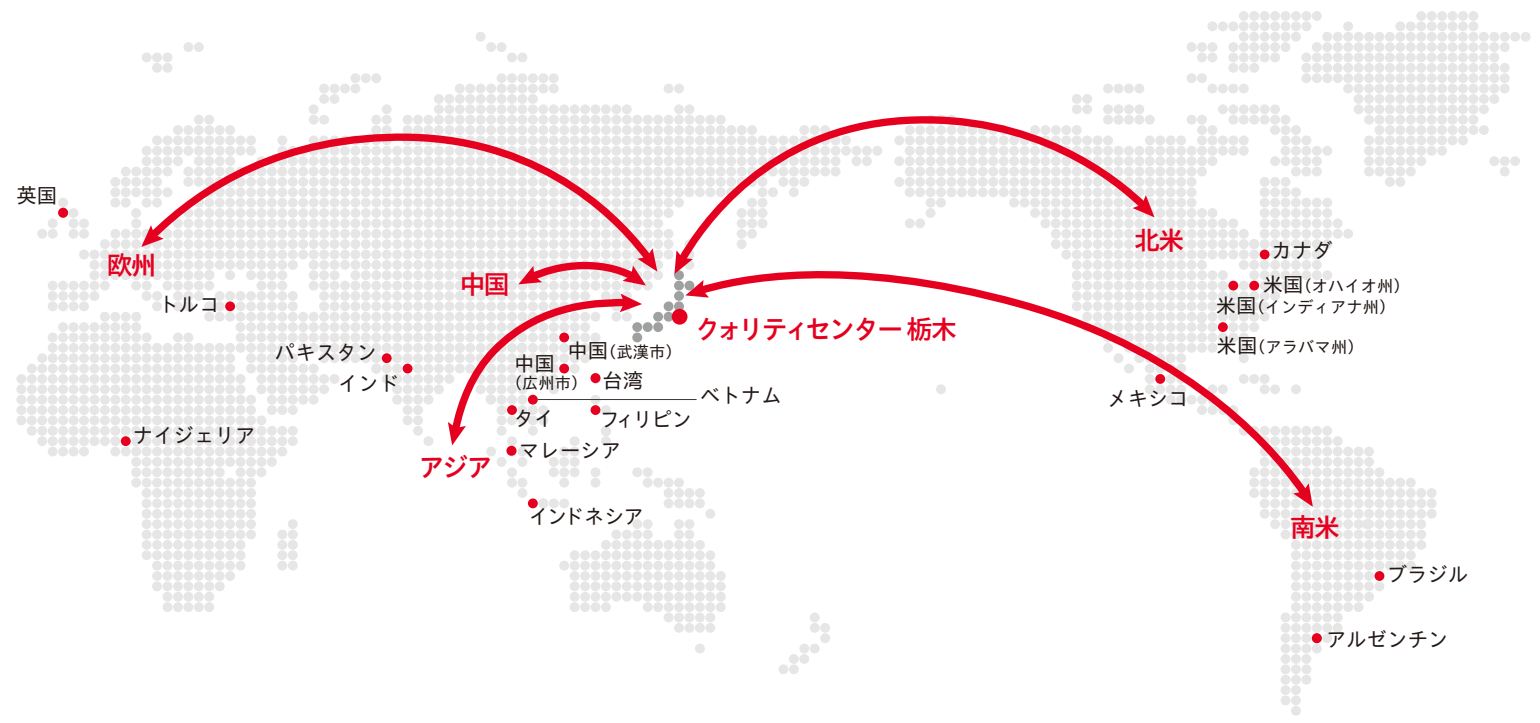 英国
欧州
トルコ
パキスタン
インド
ナイジェリア
中国
中国(武漢市)
中国
(広州市)
台湾
ベトナム
タイ
フィリピン
マレーシア
アジア
インドネシア
クォリティセンター 栃木
北米
カナダ
米国(オハイオ州)
米国(インディアナ州)
米国(アラバマ州)
メキシコ
南米
ブラジル
アルゼンチン